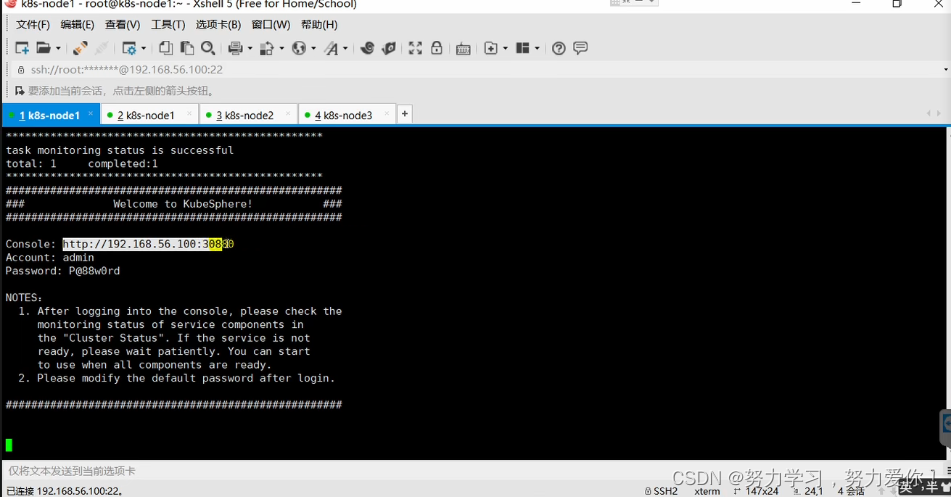 k8s-node1 - root@k8s-node1:~ - Xshell 5 (Free for Home/School)
文件(F) 编辑(E) 查看(V) 工具(T) 选项卡(B) 窗口(W) 帮助(H)
ssh://root:*******@192.168.56.100:22
要添加当前会话，点击左侧的箭头按钮。
1 k8s-node1 × 2 k8s-node1 × 3 k8s-node2 × 4 k8s-node3 × +
**************************************************
task monitoring status is successful
total: 1     completed:1
**************************************************
#####################################################
###              Welcome to KubeSphere!           ###
#####################################################
Console: http://192.168.56.100:30880
Account: admin
Password: P@88w0rd
NOTES:
1. After logging into the console, please check the
monitoring status of service components in
the "Cluster Status". If the service is not
ready, please wait patiently. You can start
to use when all components are ready.
2. Please modify the default password after login.
#####################################################
仅将文本发送到当前选项卡
CSDN @努力学习，努力爱你！
已连接 192.168.56.100:22。 SSH2 xterm 147x24 24,1 4 会话 英 半